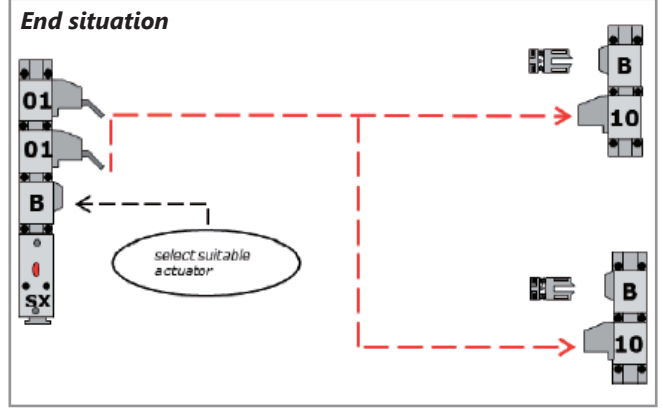 End situation
01
01
B
SX
select suitable
actuator
B
10
B
10